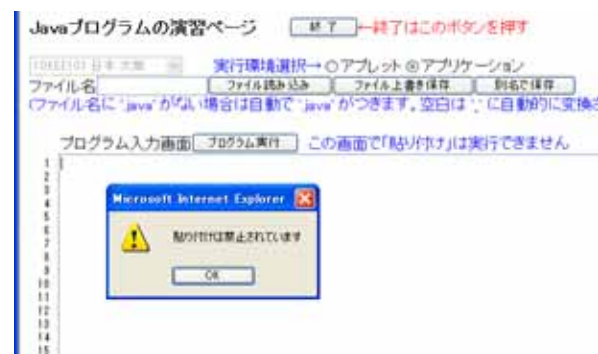 Javaプログラムの演習ページ 終了 ←終了はこのボタンを押す
日本 太郎 実行環境選択→ ○アプレット ◎アプリケーション
ファイル名 ファイル読み込み ファイル上書き保存 別名で保存
(ファイル名に".java"がない場合は自動で".java"がつきます。空白は"_"に自動的に変換さ
プログラム入力画面 プログラム実行 この画面で「貼り付け」は実行できません
1
2
3
4
5
6
7
8
9
10
11
12
13
14
15
Microsoft Internet Explorer
貼り付けは禁止されています
OK